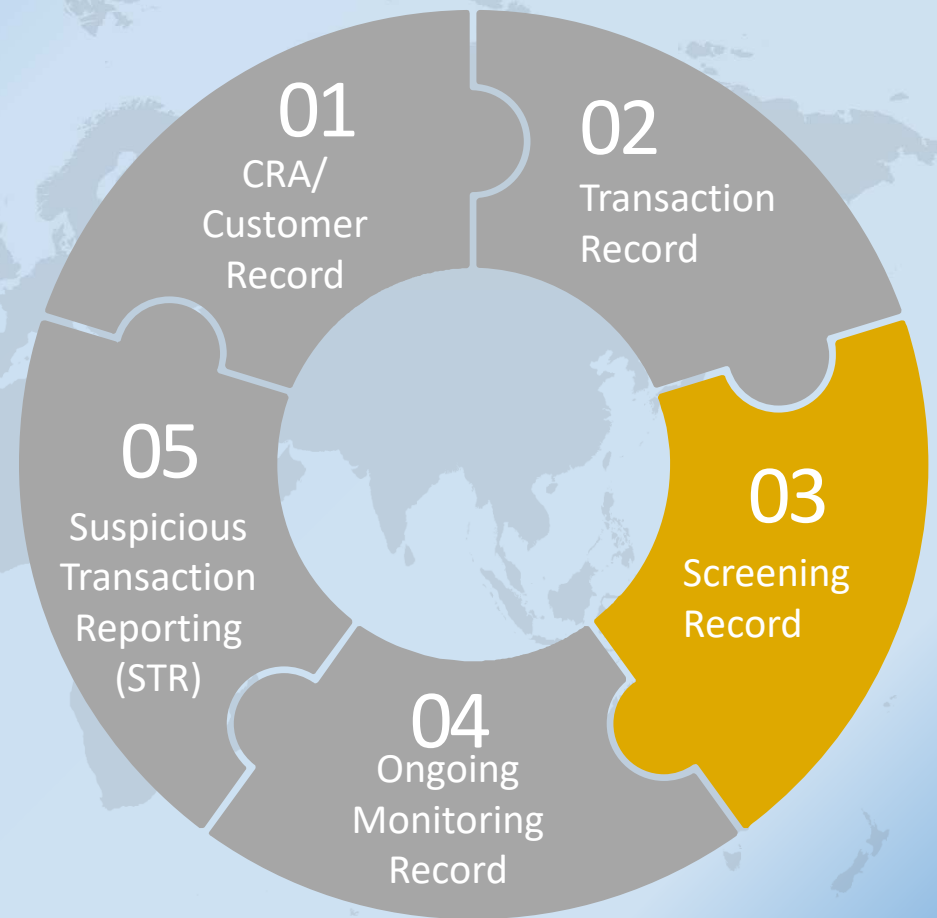 01
CRA/
Customer
Record
02
Transaction
Record
03
Screening
Record
04
Ongoing
Monitoring
Record
05
Suspicious
Transaction
Reporting
(STR)